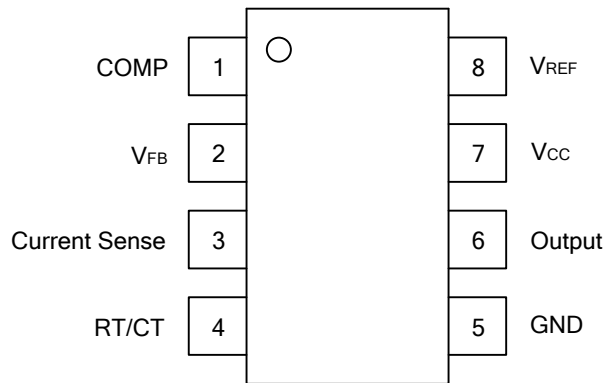 COMP 1 8 VREF
VFB 2 7 VCC
Current Sense 3 6 Output
RT/CT 4 5 GND